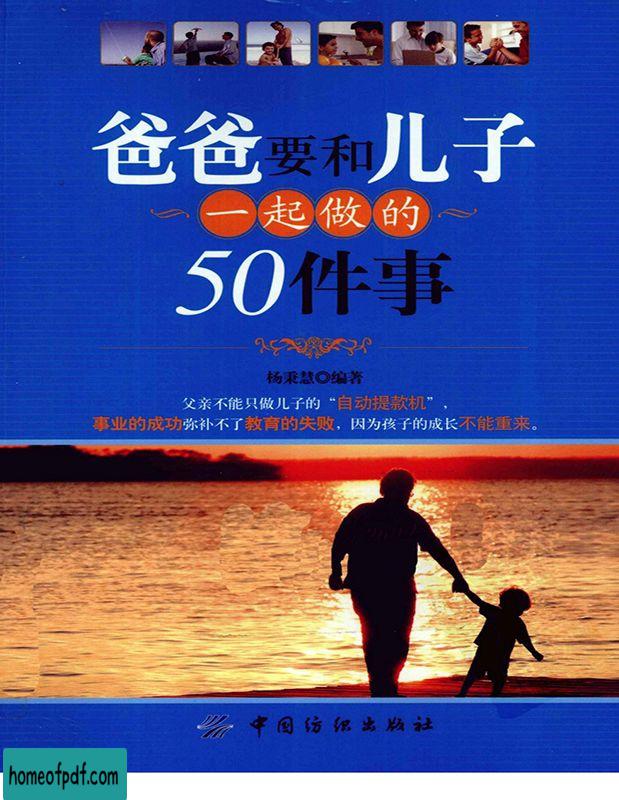 爸爸要和儿子
一起做的
50件事
杨秉慧◎编著
父亲不能只做儿子的“自动提款机”，
事业的成功弥补不了教育的失败，因为孩子的成长不能重来。
中国纺织出版社
homeofpdf.com